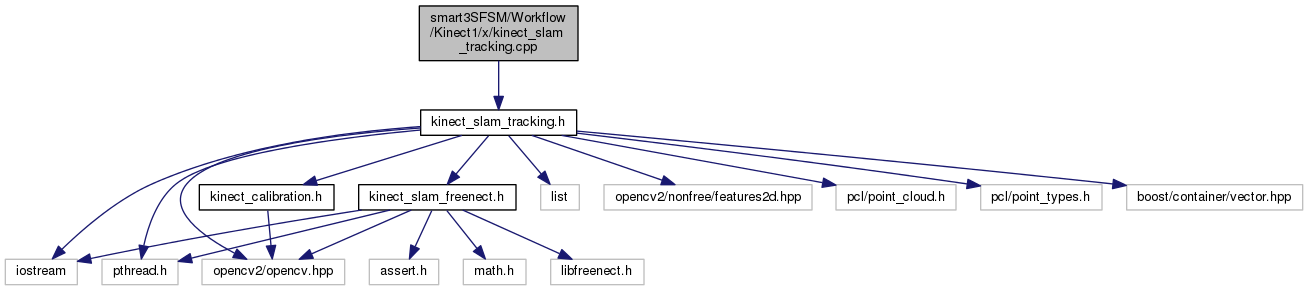 smart3SFSM/Workflow
/Kinect1/x/kinect_slam
_tracking.cpp
kinect_slam_tracking.h
kinect_calibration.h
kinect_slam_freenect.h
list
opencv2/nonfree/features2d.hpp
pcl/point_cloud.h
pcl/point_types.h
boost/container/vector.hpp
iostream
pthread.h
opencv2/opencv.hpp
assert.h
math.h
libfreenect.h